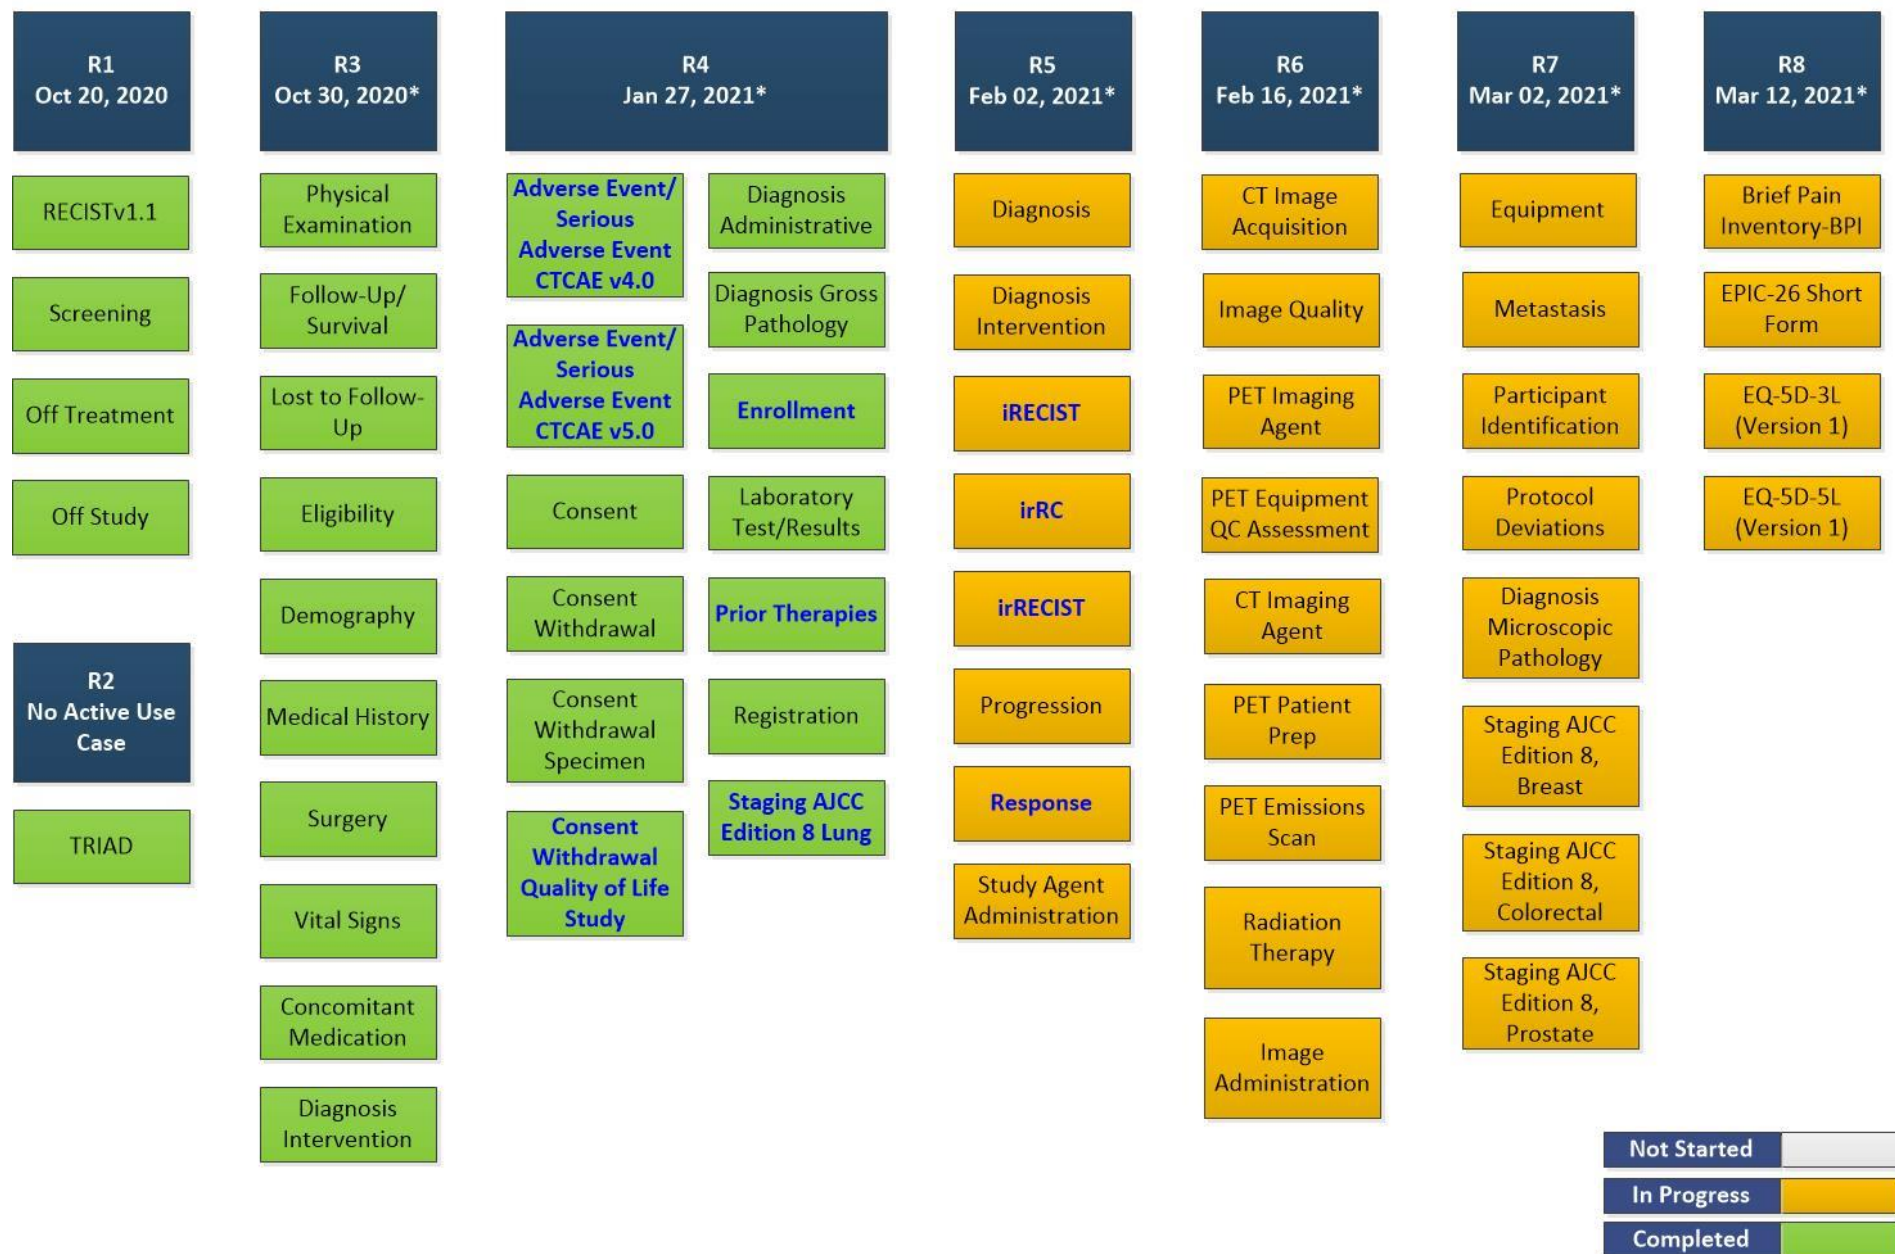 R1
Oct 20, 2020
RECISTv1.1
Screening
Off Treatment
Off Study
R2
No Active Use
Case
TRIAD
R3
Oct 30, 2020*
Physical
Examination
Follow-Up/
Survival
Lost to Follow-
Up
Eligibility
Demography
Medical History
Surgery
Vital Signs
Concomitant
Medication
Diagnosis
Intervention
R4
Jan 27, 2021*
Adverse Event/
Serious
Adverse Event
CTCAE v4.0
Adverse Event/
Serious
Adverse Event
CTCAE v5.0
Consent
Consent
Withdrawal
Consent
Withdrawal
Specimen
Consent
Withdrawal
Quality of Life
Study
Diagnosis
Administrative
Diagnosis Gross
Pathology
Enrollment
Laboratory
Test/Results
Prior Therapies
Registration
Staging AJCC
Edition 8 Lung
R5
Feb 02, 2021*
Diagnosis
Diagnosis
Intervention
iRECIST
irRC
irRECIST
Progression
Response
Study Agent
Administration
R6
Feb 16, 2021*
CT Image
Acquisition
Image Quality
PET Imaging
Agent
PET Equipment
QC Assessment
CT Imaging
Agent
PET Patient
Prep
PET Emissions
Scan
Radiation
Therapy
Image
Administration
R7
Mar 02, 2021*
Equipment
Metastasis
Participant
Identification
Protocol
Deviations
Diagnosis
Microscopic
Pathology
Staging AJCC
Edition 8,
Breast
Staging AJCC
Edition 8,
Colorectal
Staging AJCC
Edition 8,
Prostate
R8
Mar 12, 2021*
Brief Pain
Inventory-BPI
EPIC-26 Short
Form
EQ-5D-3L
(Version 1)
EQ-5D-5L
(Version 1)
Not Started
In Progress
Completed